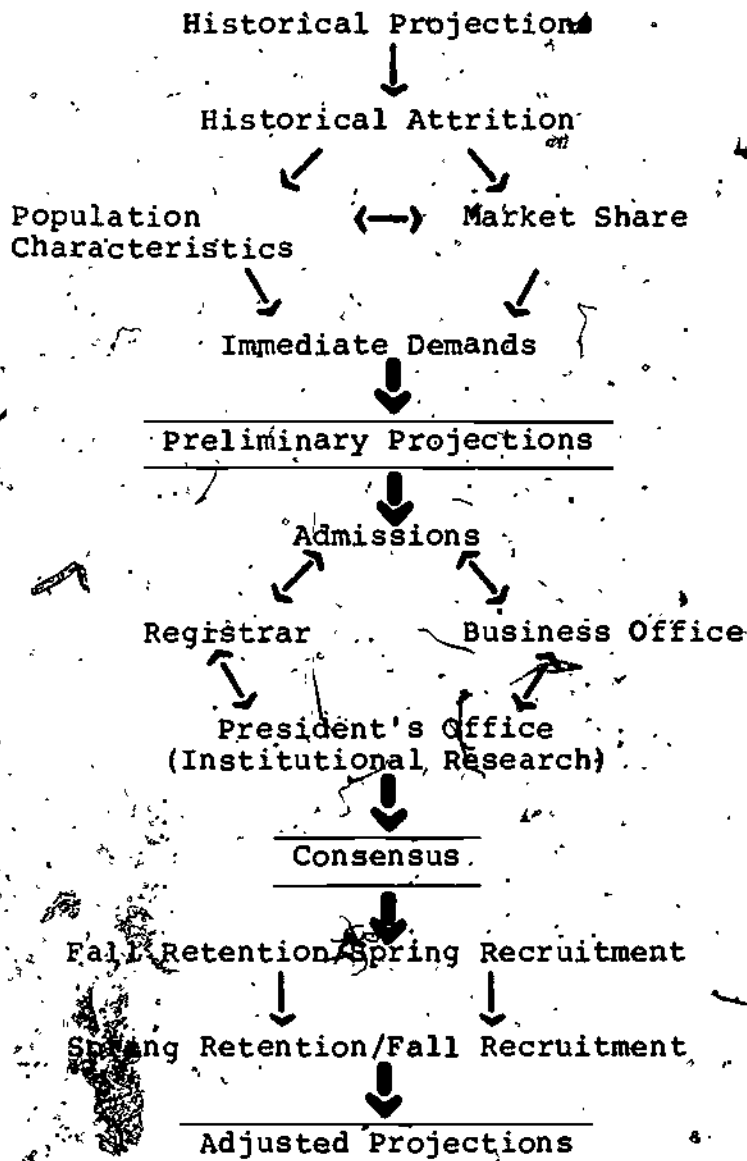 Historical Projections
Historical Attrition
Population Characteristics
Market Share
Immediate Demands
Preliminary Projections
Admissions
Registrar
Business Office
President's Office
(Institutional Research)
Consensus
Fall Retention/Spring Recruitment
Spring Retention/Fall Recruitment
Adjusted Projections